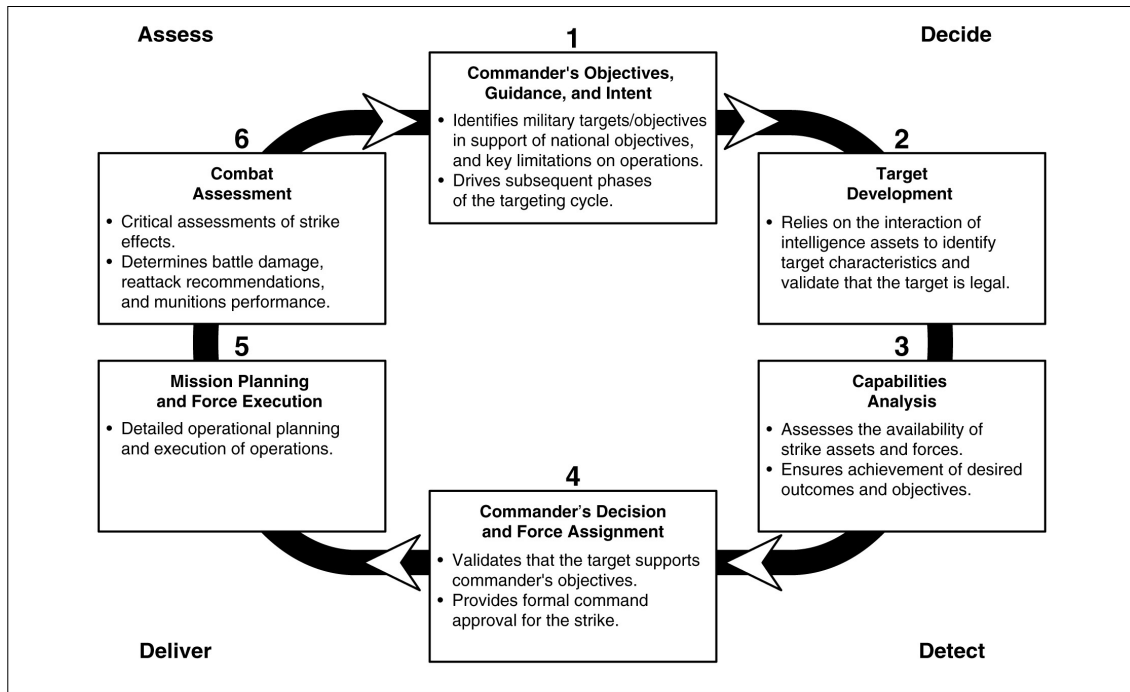 Assess
Decide
1
Commander's Objectives,
Guidance, and Intent
• Identifies military targets/objectives
in support of national objectives,
and key limitations on operations.
• Drives subsequent phases
of the targeting cycle.
2
Target
Development
• Relies on the interaction of
intelligence assets to identify
target characteristics and
validate that the target is legal.
3
Capabilities
Analysis
• Assesses the availability of
strike assets and forces.
• Ensures achievement of desired
outcomes and objectives.
4
Commander's Decision
and Force Assignment
• Validates that the target supports
commander's objectives.
• Provides formal command
approval for the strike.
5
Mission Planning
and Force Execution
• Detailed operational planning
and execution of operations.
6
Combat
Assessment
• Critical assessments of strike
effects.
• Determines battle damage,
reattack recommendations,
and munitions performance.
Deliver
Detect